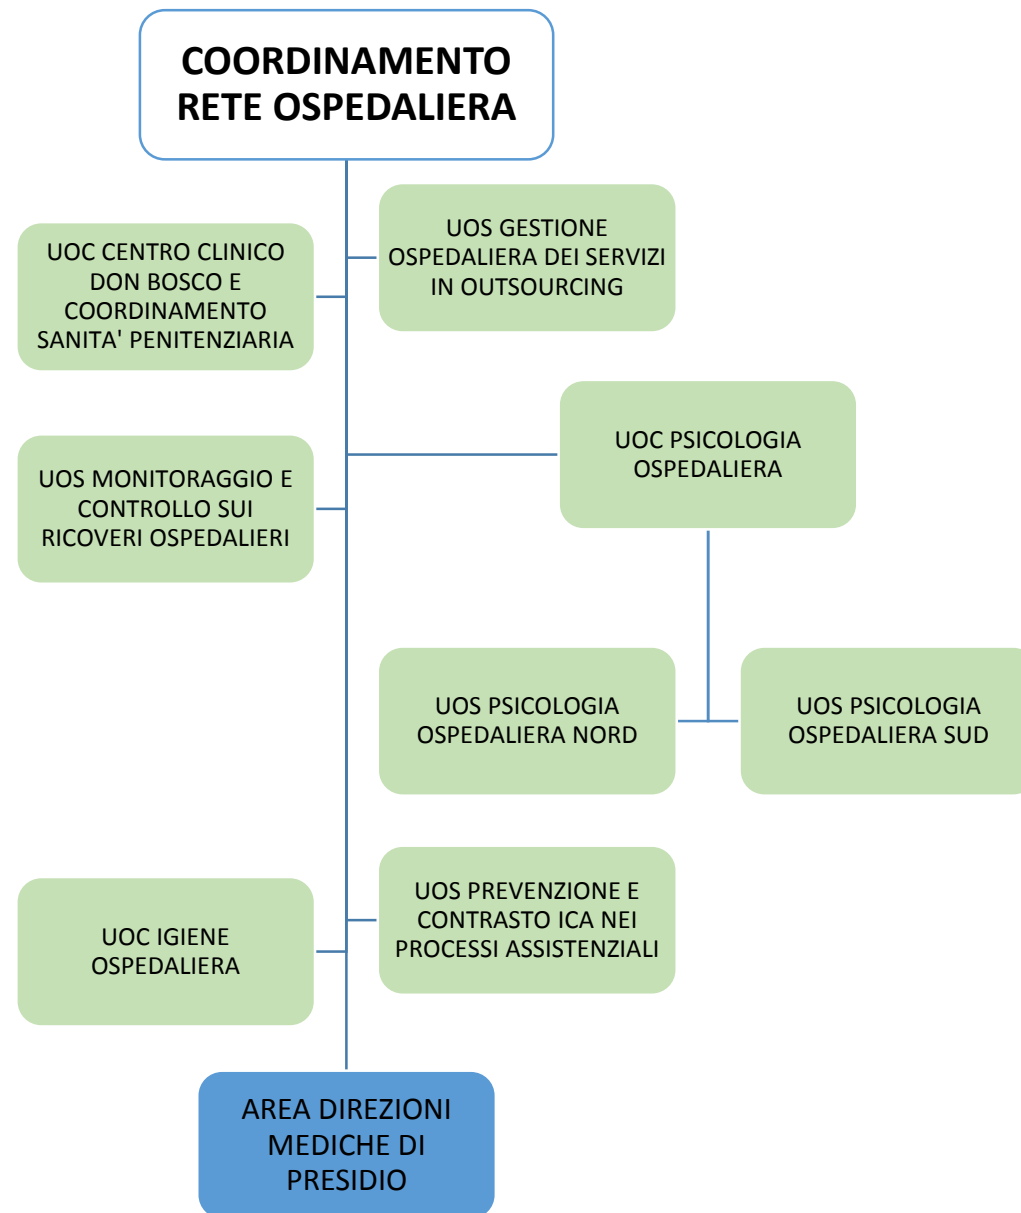 COORDINAMENTO
RETE OSPEDALIERA
UOS GESTIONE
OSPEDALIERA DEI SERVIZI
IN OUTSOURCING
UOC CENTRO CLINICO
DON BOSCO E
COORDINAMENTO
SANITA' PENITENZIARIA
UOC PSICOLOGIA
OSPEDALIERA
UOS MONITORAGGIO E
CONTROLLO SUI
RICOVERI OSPEDALIERI
UOS PSICOLOGIA
OSPEDALIERA NORD
UOS PSICOLOGIA
OSPEDALIERA SUD
UOS PREVENZIONE E
CONTRASTO ICA NEI
PROCESSI ASSISTENZIALI
UOC IGIENE
OSPEDALIERA
AREA DIREZIONI
MEDICHE DI
PRESIDIO